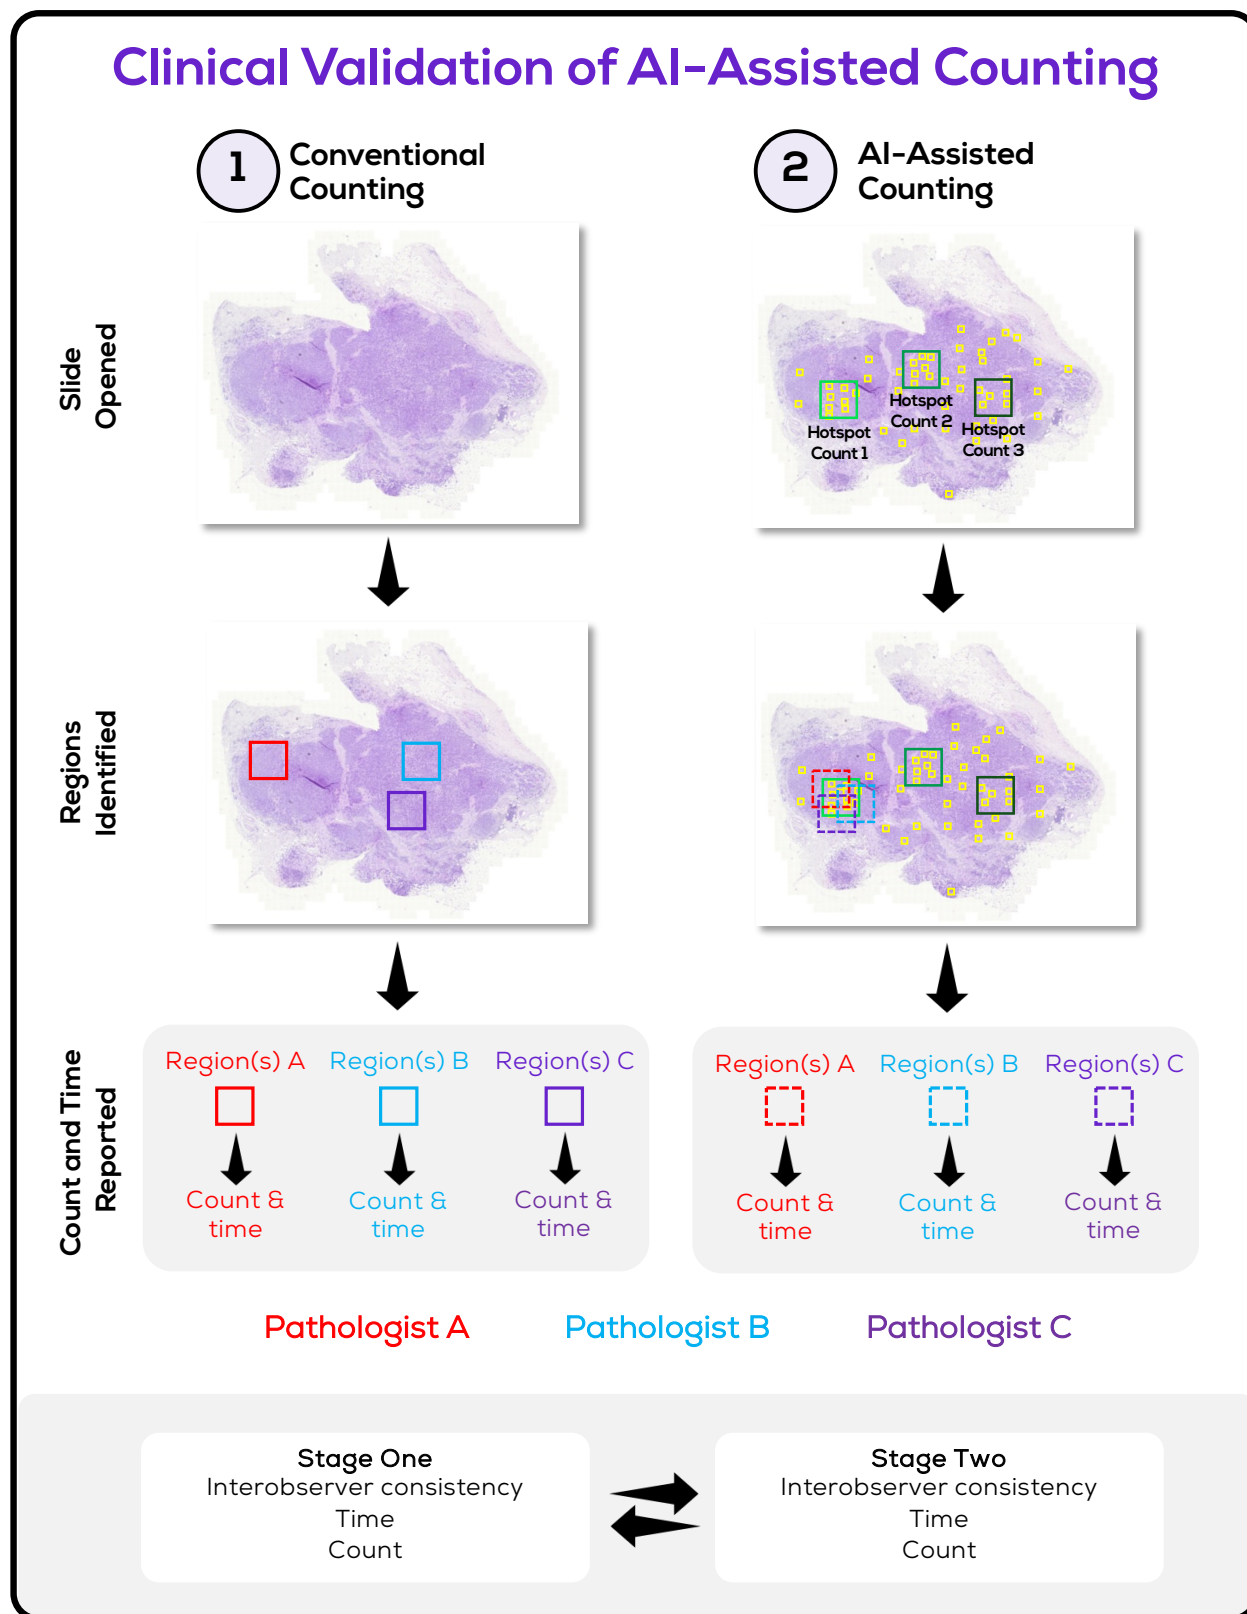 Clinical Validation of AI-Assisted Counting
1
Conventional
Counting
2
AI-Assisted
Counting
Slide
Opened
Hotspot
Count 1
Hotspot
Count 2
Hotspot
Count 3
Regions
Identified
Count and Time
Reported
Region(s) A
Region(s) B
Region(s) C
Count &
time
Count &
time
Count &
time
Region(s) A
Region(s) B
Region(s) C
Count &
time
Count &
time
Count &
time
Pathologist A
Pathologist B
Pathologist C
Stage One
Interobserver consistency
Time
Count
Stage Two
Interobserver consistency
Time
Count